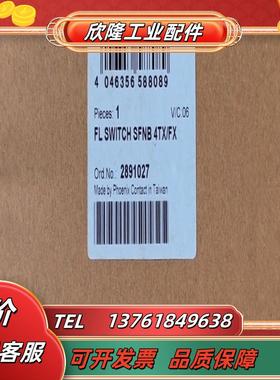 欣隆工业配件
4 046356 588089
Pieces: 1
V/C.06
FL SWITCH SFNB 4TX/FX
Ord.No.: 2891027
Made by Phoenix Contact in Taiwan
价
客服
TEL 13761849638
可开发票 品质保障